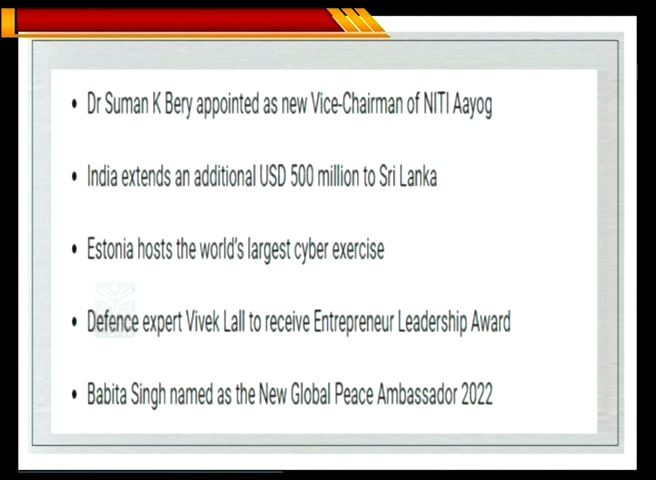 • Dr Suman K Bery appointed as new Vice-Chairman of NITI Aayog
• India extends an additional USD 500 million to Sri Lanka
• Estonia hosts the world's largest cyber exercise
• Defence expert Vivek Lall to receive Entrepreneur Leadership Award
• Babita Singh named as the New Global Peace Ambassador 2022